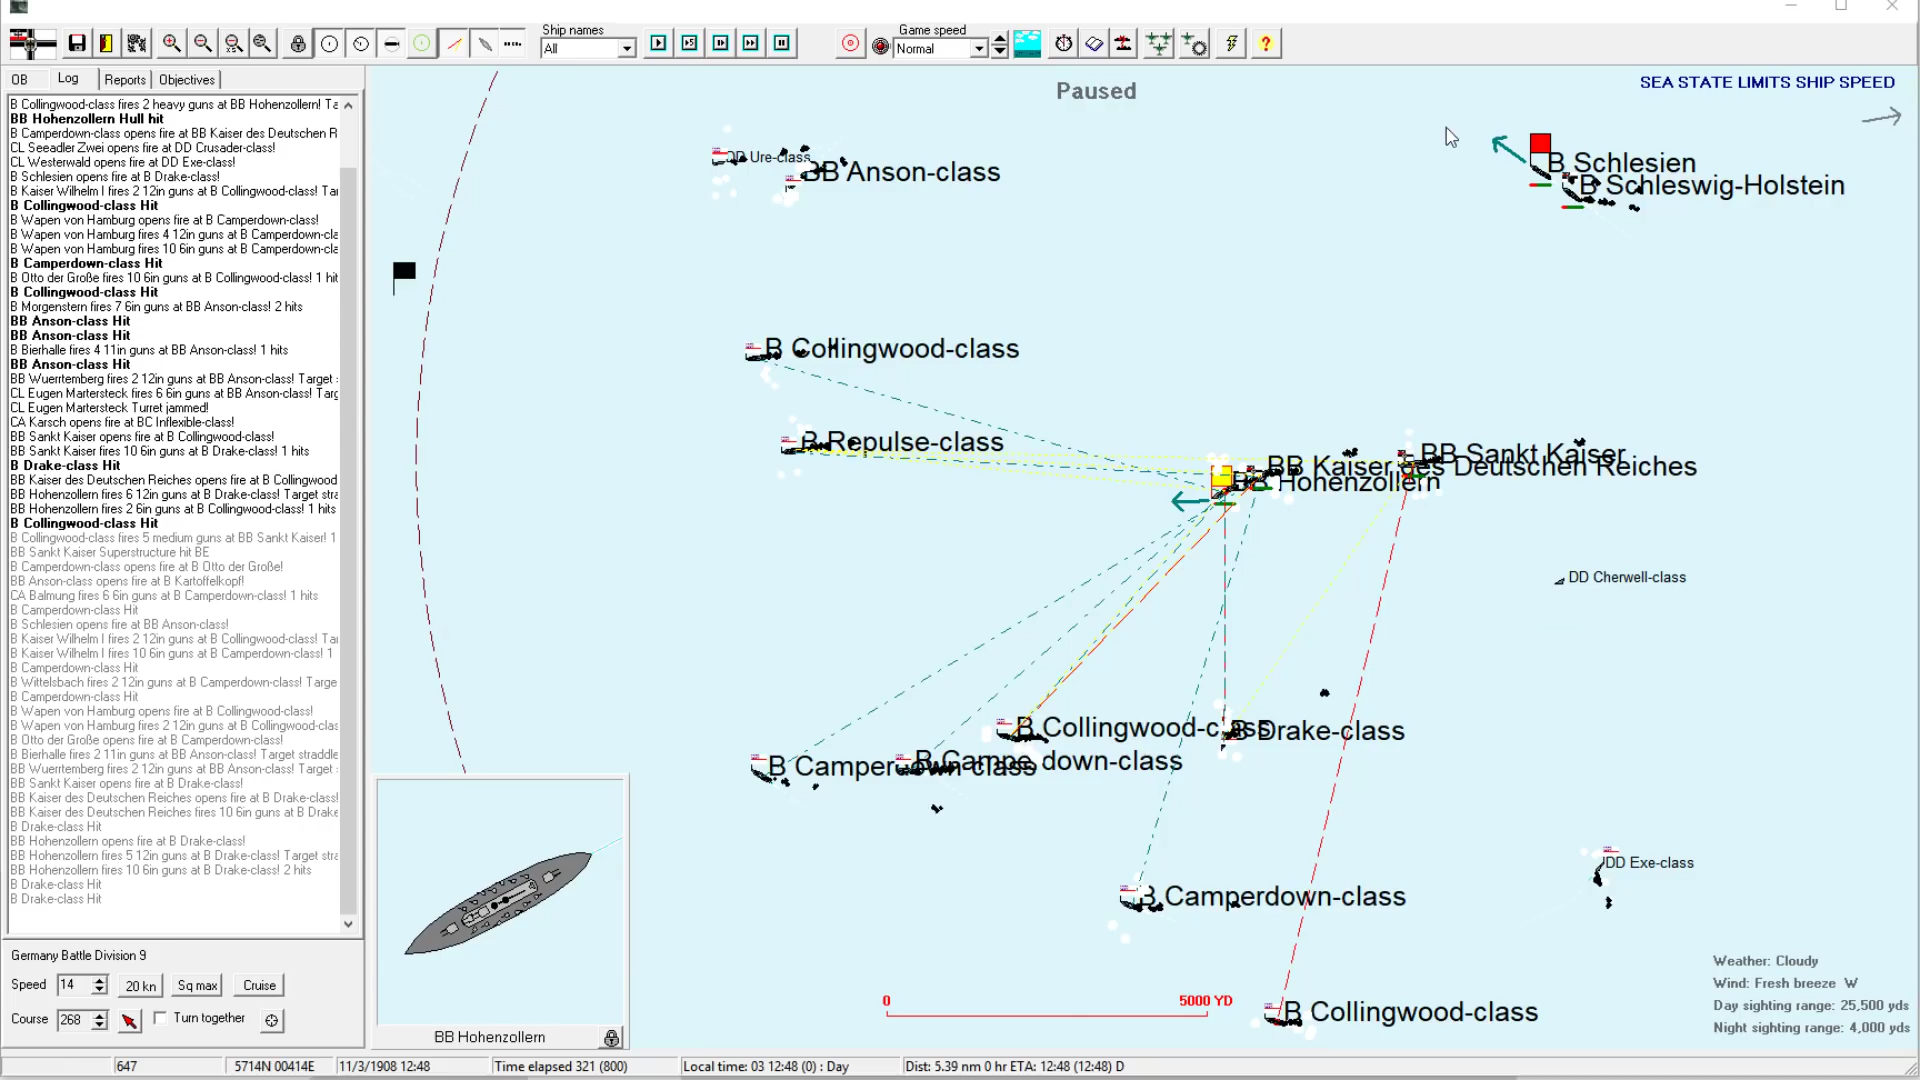 Ship names
All
Game speed
Normal
OB
Log
Reports
Objectives
B Collingwood-class fires 2 heavy guns at BB Hohenzollern! Ta
BB Hohenzollern Hull hit
B Camperdown-class opens fire at BB Kaiser des Deutschen R
CL Seeadler Zwei opens fire at DD Crusader-class!
CL Westerwald opens fire at DD Exe-class!
B Schlesien opens fire at B Drake-class!
B Kaiser Wilhelm I fires 2 12in guns at B Collingwood-class! Tar
B Collingwood-class Hit
B Wapen von Hamburg opens fire at B Camperdown-class!
B Wapen von Hamburg fires 4 12in guns at B Camperdown-cla
B Wapen von Hamburg fires 10 6in guns at B Camperdown-cla
B Camperdown-class Hit
B Otto der Große fires 10 6in guns at B Collingwood-class! 1 hit
B Collingwood-class Hit
B Morgenstern fires 7 6in guns at BB Anson-class! 2 hits
BB Anson-class Hit
BB Anson-class Hit
B Bierhalle fires 4 11in guns at BB Anson-class! 1 hits
BB Anson-class Hit
BB Wuerrtemberg fires 2 12in guns at BB Anson-class! Target :
CL Eugen Martersteck fires 6 6in guns at BB Anson-class! Targ
CL Eugen Martersteck Turret jammed!
CA Karsch opens fire at BC Inflexible-class!
BB Sankt Kaiser opens fire at B Collingwood-class!
BB Sankt Kaiser fires 10 6in guns at B Drake-class! 1 hits
B Drake-class Hit
BB Kaiser des Deutschen Reiches opens fire at B Collingwood
BB Hohenzollern fires 6 12in guns at B Drake-class! Target stra
BB Hohenzollern fires 2 6in guns at B Collingwood-class! 1 hits
B Collingwood-class Hit
B Collingwood-class fires 5 medium guns at BB Sankt Kaiser! 1
BB Sankt Kaiser Superstructure hit BE
B Camperdown-class opens fire at B Otto der Große!
BB Anson-class opens fire at B Kartoffelkopf!
CA Balmung fires 6 6in guns at B Camperdown-class! 1 hits
B Camperdown-class Hit
B Schlesien opens fire at BB Anson-class!
B Kaiser Wilhelm I fires 2 12in guns at B Collingwood-class! Tar
B Kaiser Wilhelm I fires 10 6in guns at B Camperdown-class! 1
B Camperdown-class Hit
B Wittelsbach fires 2 12in guns at B Camperdown-class! Targe
B Camperdown-class Hit
B Wapen von Hamburg opens fire at B Collingwood-class!
B Wapen von Hamburg fires 2 12in guns at B Collingwood-clas
B Otto der Große opens fire at B Camperdown-class!
B Bierhalle fires 2 11in guns at BB Anson-class! Target straddle
BB Wuerrtemberg fires 2 12in guns at BB Anson-class! Target :
BB Sankt Kaiser opens fire at B Drake-class!
BB Kaiser des Deutschen Reiches opens fire at B Drake-class!
BB Kaiser des Deutschen Reiches fires 10 6in guns at B Drake
B Drake-class Hit
BB Hohenzollern opens fire at B Drake-class!
BB Hohenzollern fires 5 12in guns at B Drake-class! Target stra
BB Hohenzollern fires 10 6in guns at B Drake-class! 2 hits
B Drake-class Hit
B Drake-class Hit
Germany Battle Division 9
Speed 14 20 kn Sq max Cruise
Course 268 Turn together
Paused
SEA STATE LIMITS SHIP SPEED
DD Ure-class
BB Anson-class
B Schlesien
B Schleswig-Holstein
B Collingwood-class
B Repulse-class
BB Sankt Kaiser
BB Kaiser des Deutschen Reiches
BB Hohenzollern
DD Cherwell-class
B Collingwood-class
B Drake-class
B Camperdown-class
B Camperdown-class
DD Exe-class
B Camperdown-class
B Collingwood-class
0 5000 YD
Weather: Cloudy
Wind: Fresh breeze W
Day sighting range: 25,500 yds
Night sighting range: 4,000 yds
BB Hohenzollern
647
5714N 00414E
11/3/1908 12:48
Time elapsed 321 (800)
Local time: 03 12:48 (0) : Day
Dist: 5.39 nm 0 hr ETA: 12:48 (12:48) D